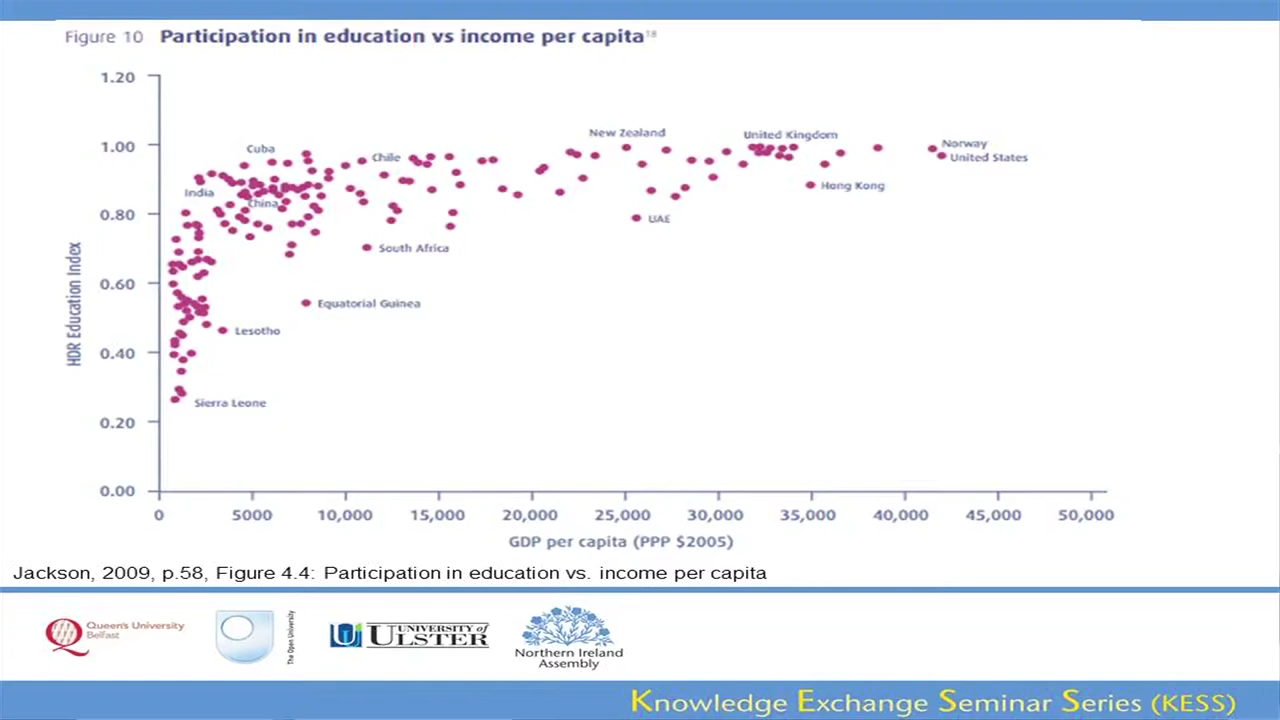 Figure 10 Participation in education vs income per capita18
1.20
1.00
0.80
0.60
0.40
0.20
0.00
HDR Education Index
Cuba
India
China
Chile
New Zealand
United Kingdom
Norway
United States
Hong Kong
UAE
South Africa
Equatorial Guinea
Lesotho
Sierra Leone
0 5000 10,000 15,000 20,000 25,000 30,000 35,000 40,000 45,000 50,000
GDP per capita (PPP $2005)
Jackson, 2009, p.58, Figure 4.4: Participation in education vs. income per capita
Queen's University
Belfast
The Open University
UNIVERSITY of
ULSTER
Northern Ireland
Assembly
Knowledge Exchange Seminar Series (KESS)